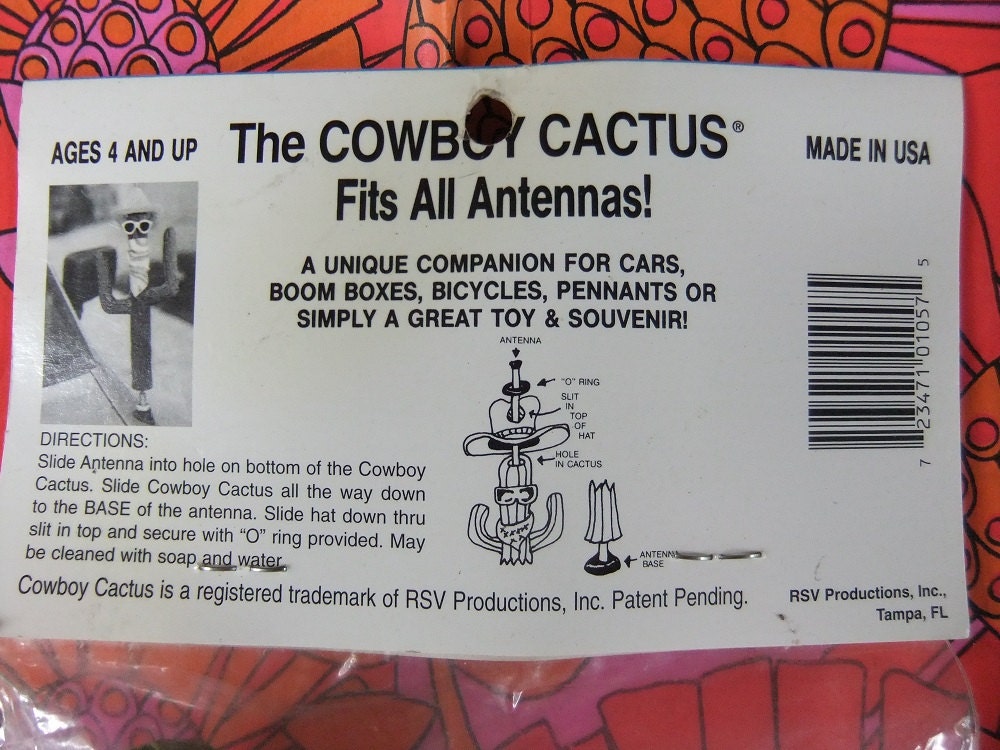 AGES 4 AND UP
The COWBOY CACTUS®
MADE IN USA
Fits All Antennas!
A UNIQUE COMPANION FOR CARS,
BOOM BOXES, BICYCLES, PENNANTS OR
SIMPLY A GREAT TOY & SOUVENIR!
ANTENNA
"O" RING
SLIT
IN
TOP
OF
HAT
HOLE
IN CACTUS
ANTENNA
BASE
7 23471 01057 5
DIRECTIONS:
Slide Antenna into hole on bottom of the Cowboy
Cactus. Slide Cowboy Cactus all the way down
to the BASE of the antenna. Slide hat down thru
slit in top and secure with "O" ring provided. May
be cleaned with soap and water.
Cowboy Cactus is a registered trademark of RSV Productions, Inc. Patent Pending.
RSV Productions, Inc.,
Tampa, FL